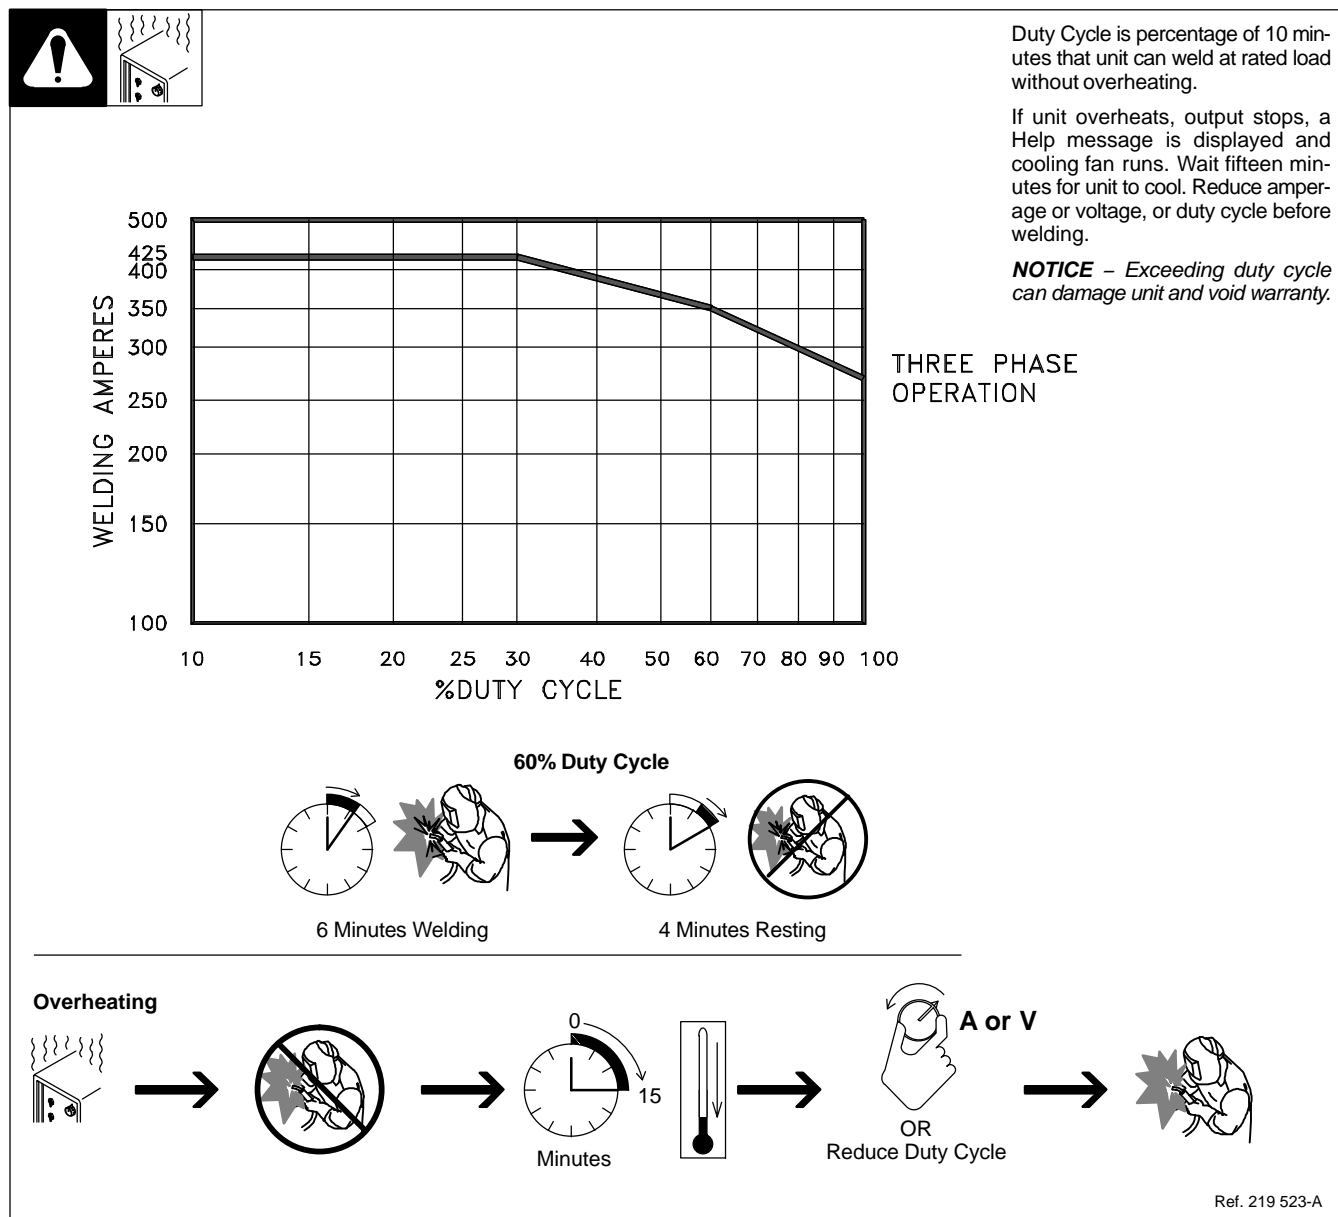 Duty Cycle is percentage of 10 min-
utes that unit can weld at rated load
without overheating.
If unit overheats, output stops, a
Help message is displayed and
cooling fan runs. Wait fifteen min-
utes for unit to cool. Reduce amper-
age or voltage, or duty cycle before
welding.
NOTICE – Exceeding duty cycle
can damage unit and void warranty.
WELDING AMPERES
500
425
400
350
300
250
200
150
100
THREE PHASE
OPERATION
10 15 20 25 30 40 50 60 70 80 90 100
%DUTY CYCLE
60% Duty Cycle
6 Minutes Welding
4 Minutes Resting
Overheating
0
15
Minutes
A or V
OR
Reduce Duty Cycle
Ref. 219 523-A